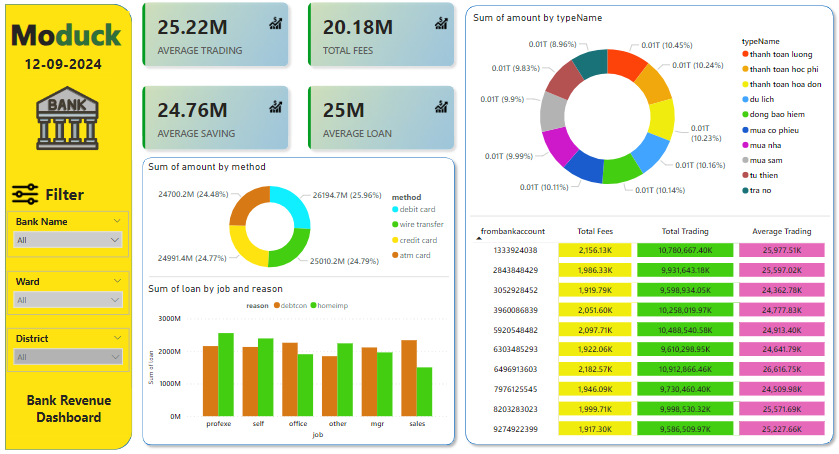 Moduck
12-09-2024
BANK
Filter
Bank Name
All
Ward
All
District
All
Bank Revenue
Dashboard
25.22M
AVERAGE TRADING
20.18M
TOTAL FEES
24.76M
AVERAGE SAVING
25M
AVERAGE LOAN
Sum of amount by method
24700.2M (24.48%)
26194.7M (25.96%)
24991.4M (24.77%)
25010.2M (24.79%)
method
debit card
wire transfer
credit card
atm card
Sum of loan by job and reason
reason debtcon homeimp
Sum of loan
3000M
2000M
1000M
0M
profexe self office other mgr sales
job
Sum of amount by typeName
0.01T (8.96%)
0.01T (10.45%)
0.01T (9.83%)
0.01T (10.24%)
0.01T (9.9%)
0.01T
(10.23%)
0.01T (9.99%)
0.01T (10.16%)
0.01T (10.11%)
0.01T (10.14%)
typeName
thanh toan luong
thanh toan hoc phi
thanh toan hoa don
du lich
dong bao hiem
mua co phieu
mua nha
mua sam
tu thien
tra no
frombankaccount Total Fees Total Trading Average Trading
1333924038 2,156.13K 10,780,667.40K 25,977.51K
2843848429 1,986.33K 9,931,643.18K 25,597.02K
3052928452 1,919.79K 9,598,934.05K 24,362.78K
3960086839 2,051.60K 10,258,019.97K 24,777.83K
5920548482 2,097.71K 10,488,540.58K 24,913.40K
6303485293 1,922.06K 9,610,298.95K 24,641.79K
6496913603 2,182.57K 10,912,866.46K 26,616.75K
7976125545 1,946.09K 9,730,460.40K 24,509.98K
8203283023 1,999.71K 9,998,530.32K 25,571.69K
9274922399 1,917.30K 9,586,509.97K 25,227.66K